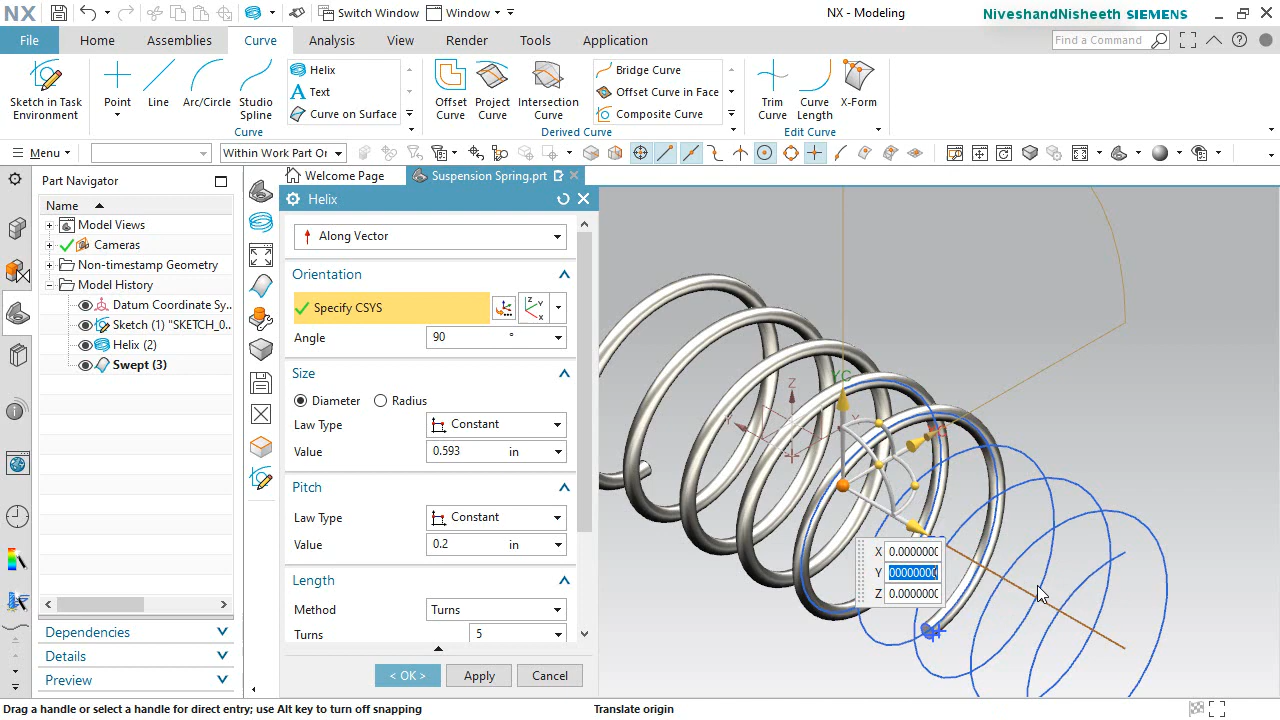 NX
Switch Window
Window
NX - Modeling
NiveshandNisheeth SIEMENS
File
Home
Assemblies
Curve
Analysis
View
Render
Tools
Application
Find a Command
Sketch in Task
Environment
Point
Line
Arc/Circle
Studio
Spline
Helix
A Text
Curve on Surface
Curve
Offset
Curve
Project
Curve
Intersection
Curve
Bridge Curve
Offset Curve in Face
Composite Curve
Derived Curve
Trim
Curve
Curve
Length
X-Form
Edit Curve
Menu
Within Work Part Or
Part Navigator
Name
Model Views
Cameras
Non-timestamp Geometry
Model History
Datum Coordinate Sy...
Sketch (1) "SKETCH_0...
Helix (2)
Swept (3)
Dependencies
Details
Preview
Welcome Page
Suspension Spring.prt
Helix
Along Vector
Orientation
Specify CSYS
Angle
90
°
Size
Diameter
Radius
Law Type
Constant
Value
0.593
in
Pitch
Law Type
Constant
Value
0.2
in
Length
Method
Turns
Turns
5
< OK >
Apply
Cancel
YC
Z
Y
X 0.0000000
Y 00000000
Z 0.0000000
Drag a handle or select a handle for direct entry; use Alt key to turn off snapping
Translate origin